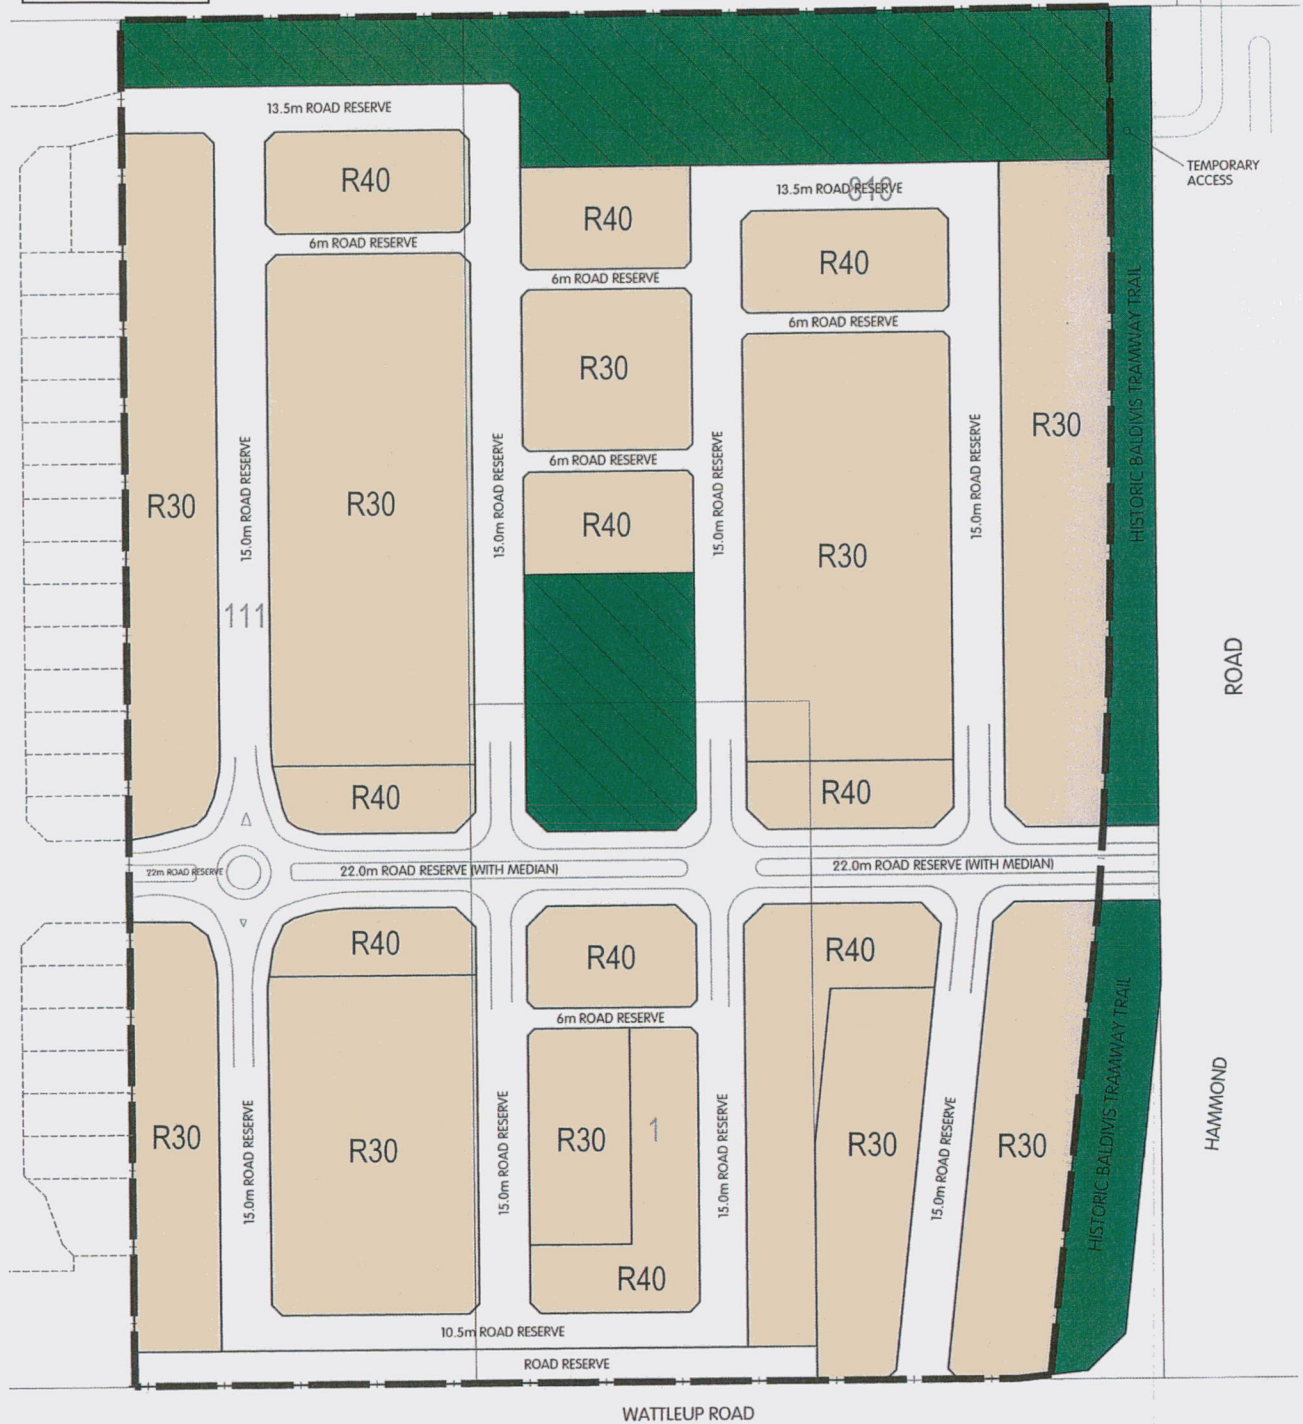 13.5m ROAD RESERVE
R40
6m ROAD RESERVE
R40
13.5m ROAD RESERVE
R40
6m ROAD RESERVE
6m ROAD RESERVE
TEMPORARY
ACCESS
HISTORIC BALDIVIS TRAMWAY TRAIL
R30
R30
6m ROAD RESERVE
R40
R30
15.0m ROAD RESERVE
R30
15.0m ROAD RESERVE
15.0m ROAD RESERVE
R30
15.0m ROAD RESERVE
111
ROAD
R40
R40
22m ROAD RESERVE
22.0m ROAD RESERVE (WITH MEDIAN)
22.0m ROAD RESERVE (WITH MEDIAN)
R40
R40
R40
6m ROAD RESERVE
HISTORIC BALDIVIS TRAMWAY TRAIL
HAMMOND
R30
15.0m ROAD RESERVE
R30
15.0m ROAD RESERVE
R30
1
15.0m ROAD RESERVE
R30
15.0m ROAD RESERVE
R30
R40
10.5m ROAD RESERVE
ROAD RESERVE
WATTLEUP ROAD